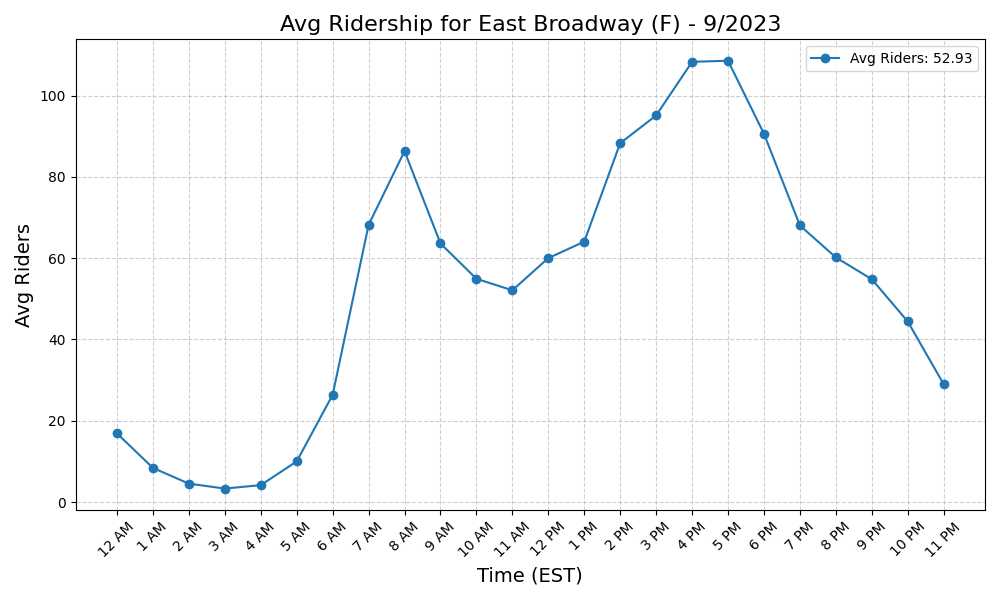 Avg Ridership for East Broadway (F) - 9/2023
Avg Riders: 52.93
Avg Riders
100
80
60
40
20
0
12 AM
1 AM
2 AM
3 AM
4 AM
5 AM
6 AM
7 AM
8 AM
9 AM
10 AM
11 AM
12 PM
1 PM
2 PM
3 PM
4 PM
5 PM
6 PM
7 PM
8 PM
9 PM
10 PM
11 PM
Time (EST)